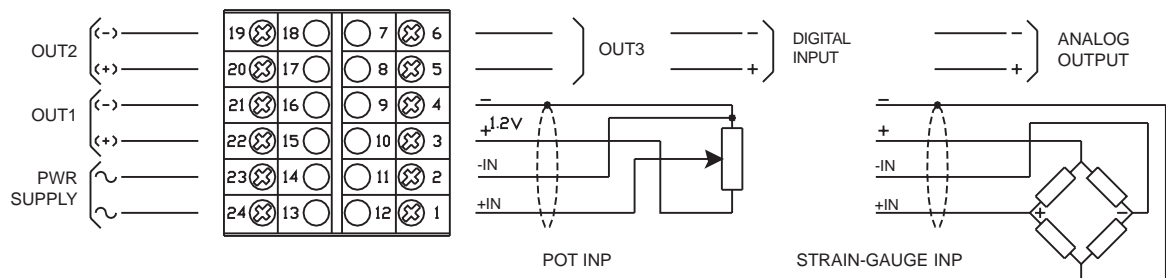 OUT2 (-) 19 18 7 6 OUT3 - DIGITAL INPUT - ANALOG OUTPUT
(+) 20 17 8 5 + +
OUT1 (-) 21 16 9 4 - -
(+) 22 15 10 3 + 1.2V +
PWR SUPPLY 23 14 11 2 -IN -IN
24 13 12 1 +IN +IN + -
POT INP STRAIN-GAUGE INP